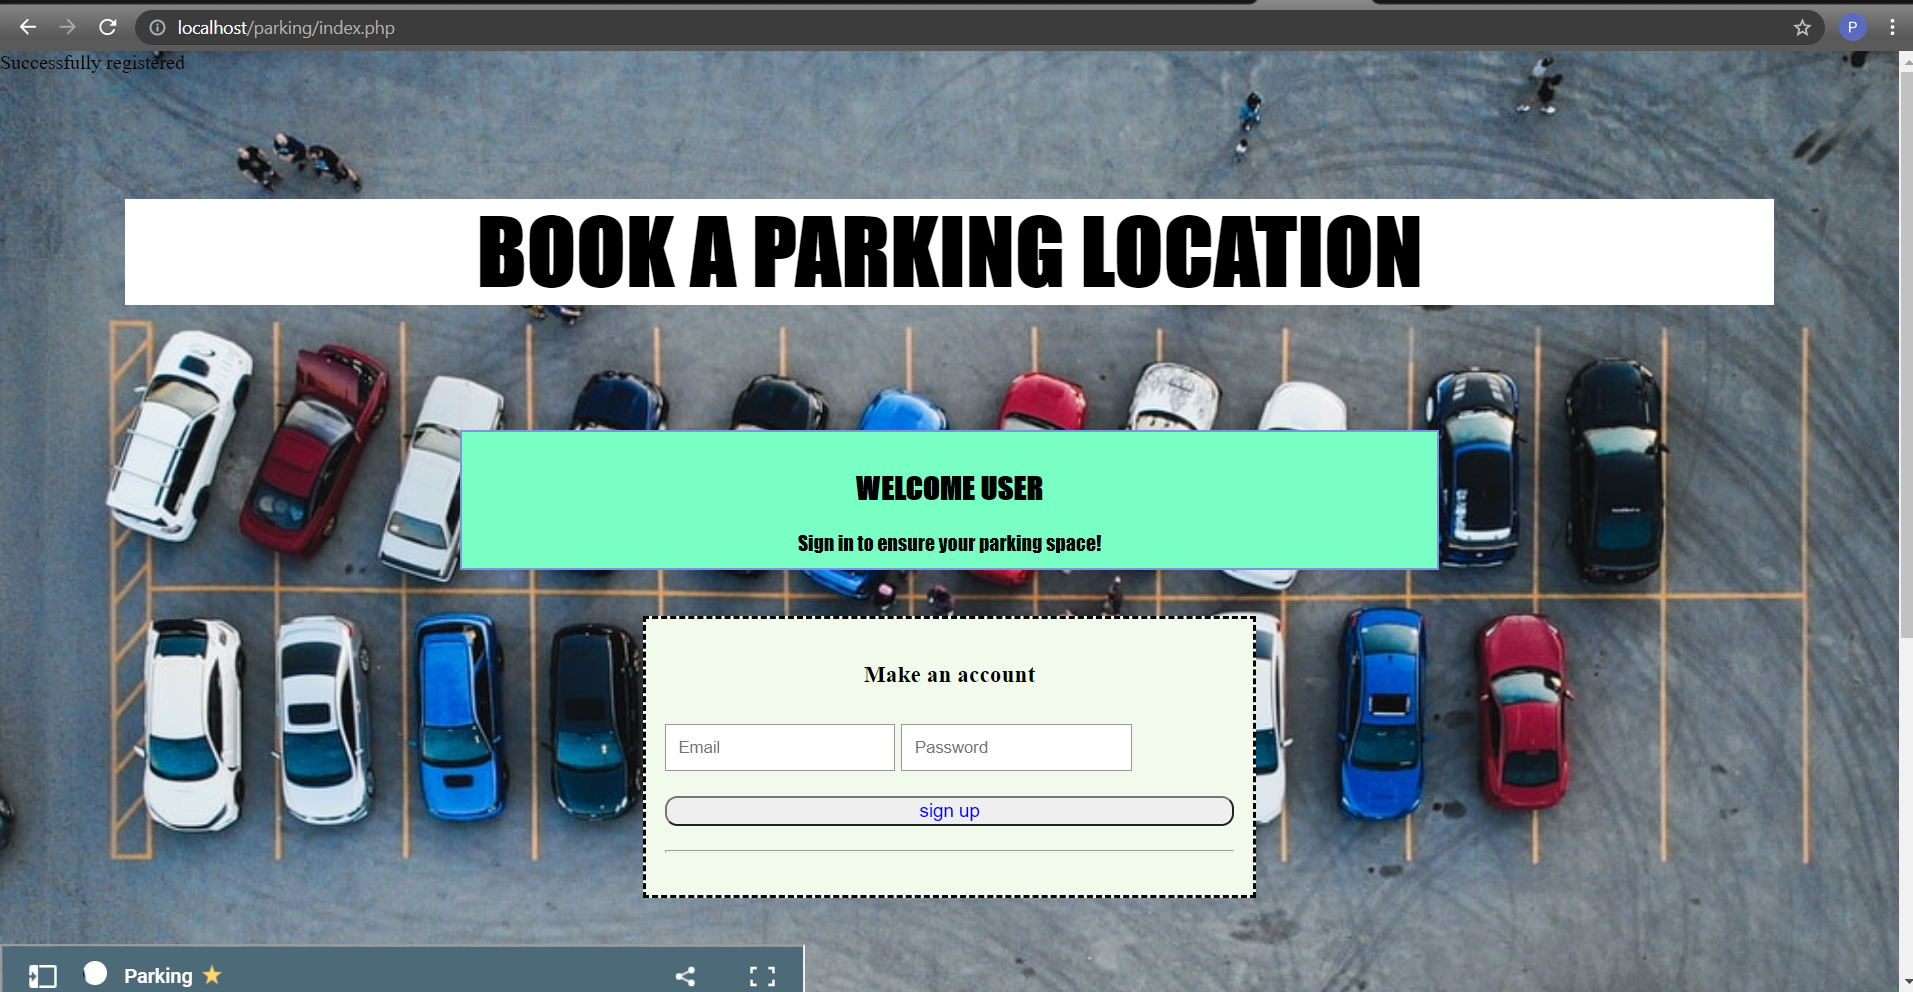 localhost/parking/index.php
P
Successfully registered
BOOK A PARKING LOCATION
WELCOME USER
Sign in to ensure your parking space!
Make an account
Email Password
sign up
Parking